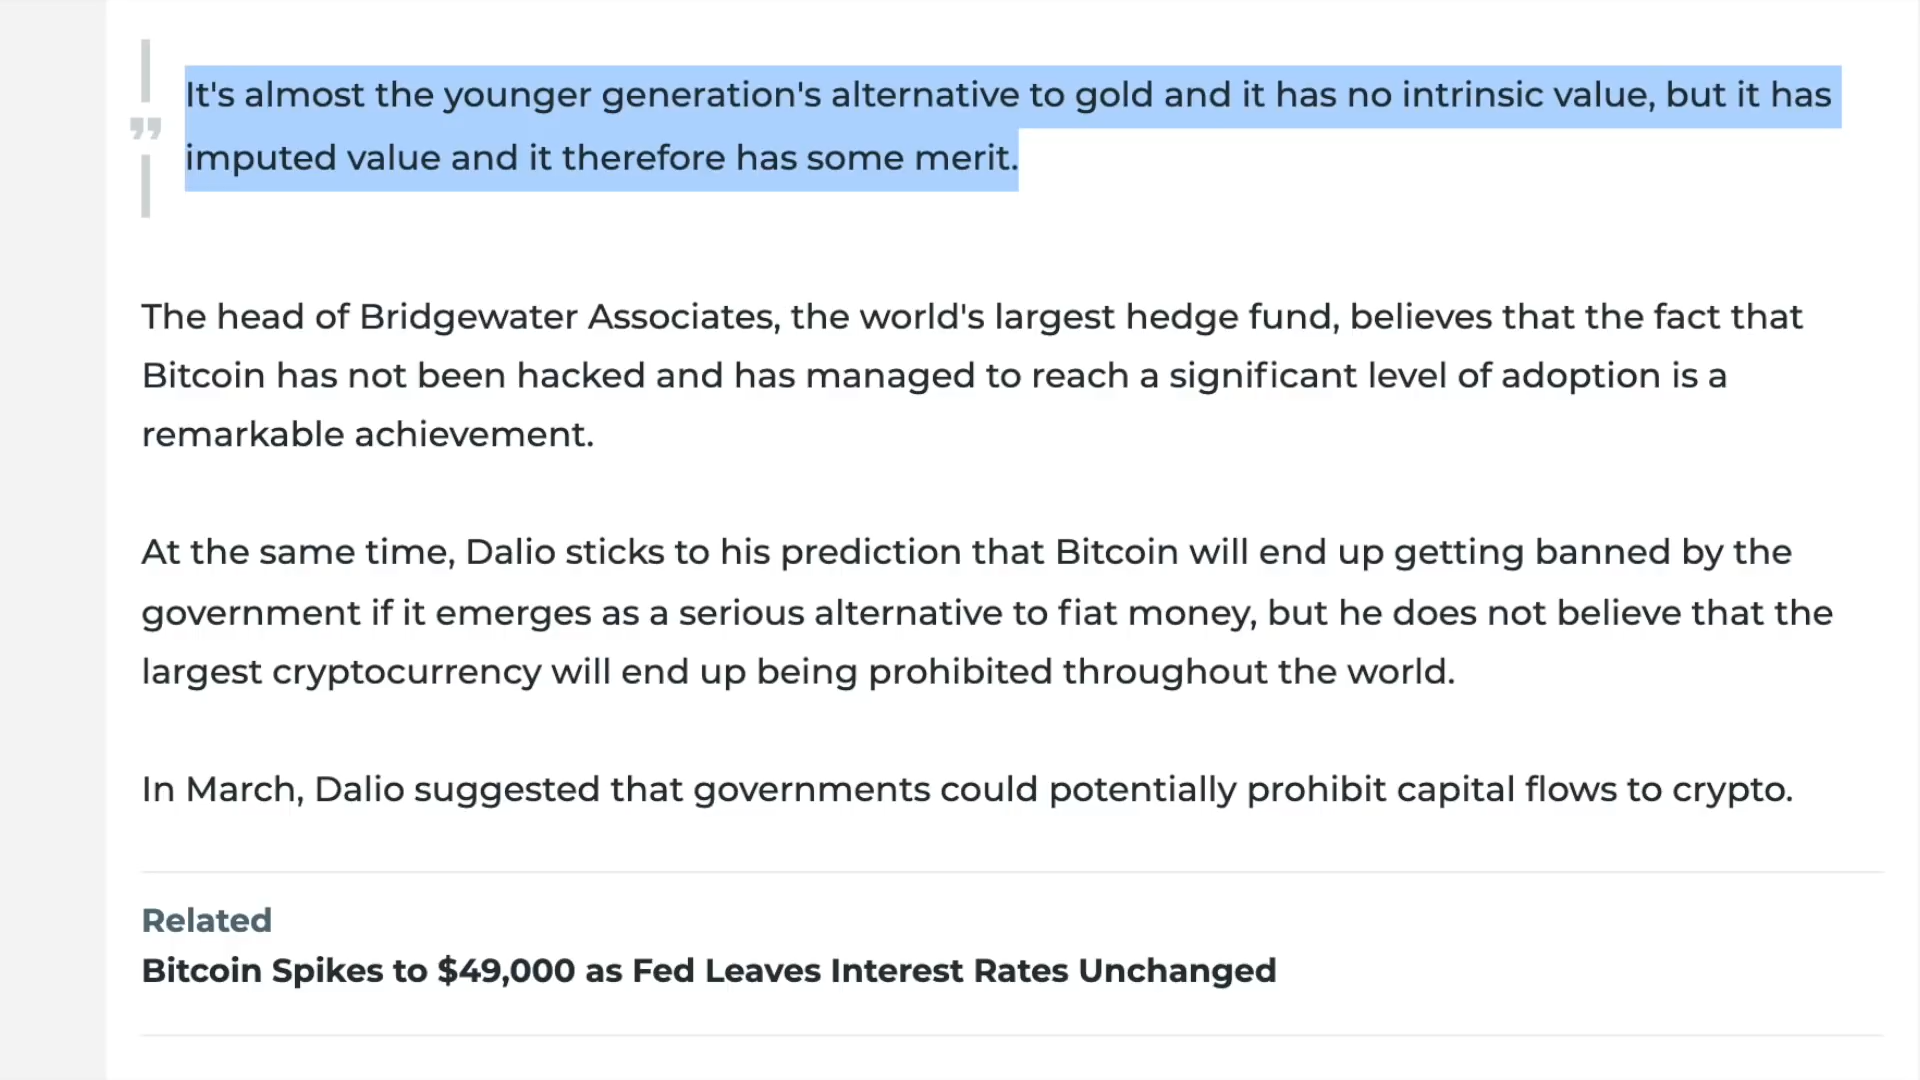 It's almost the younger generation's alternative to gold and it has no intrinsic value, but it has
imputed value and it therefore has some merit.
The head of Bridgewater Associates, the world's largest hedge fund, believes that the fact that
Bitcoin has not been hacked and has managed to reach a significant level of adoption is a
remarkable achievement.
At the same time, Dalio sticks to his prediction that Bitcoin will end up getting banned by the
government if it emerges as a serious alternative to fiat money, but he does not believe that the
largest cryptocurrency will end up being prohibited throughout the world.
In March, Dalio suggested that governments could potentially prohibit capital flows to crypto.
Related
Bitcoin Spikes to $49,000 as Fed Leaves Interest Rates Unchanged